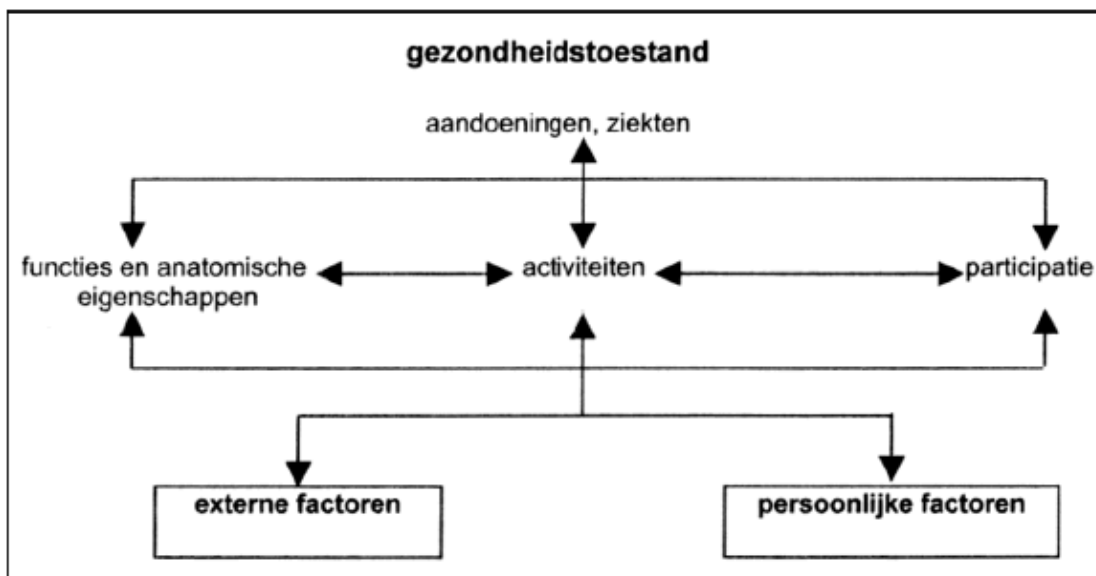 gezondheidstoestand
aandoeningen, ziekten
functies en anatomische
eigenschappen
activiteiten
participatie
externe factoren
persoonlijke factoren